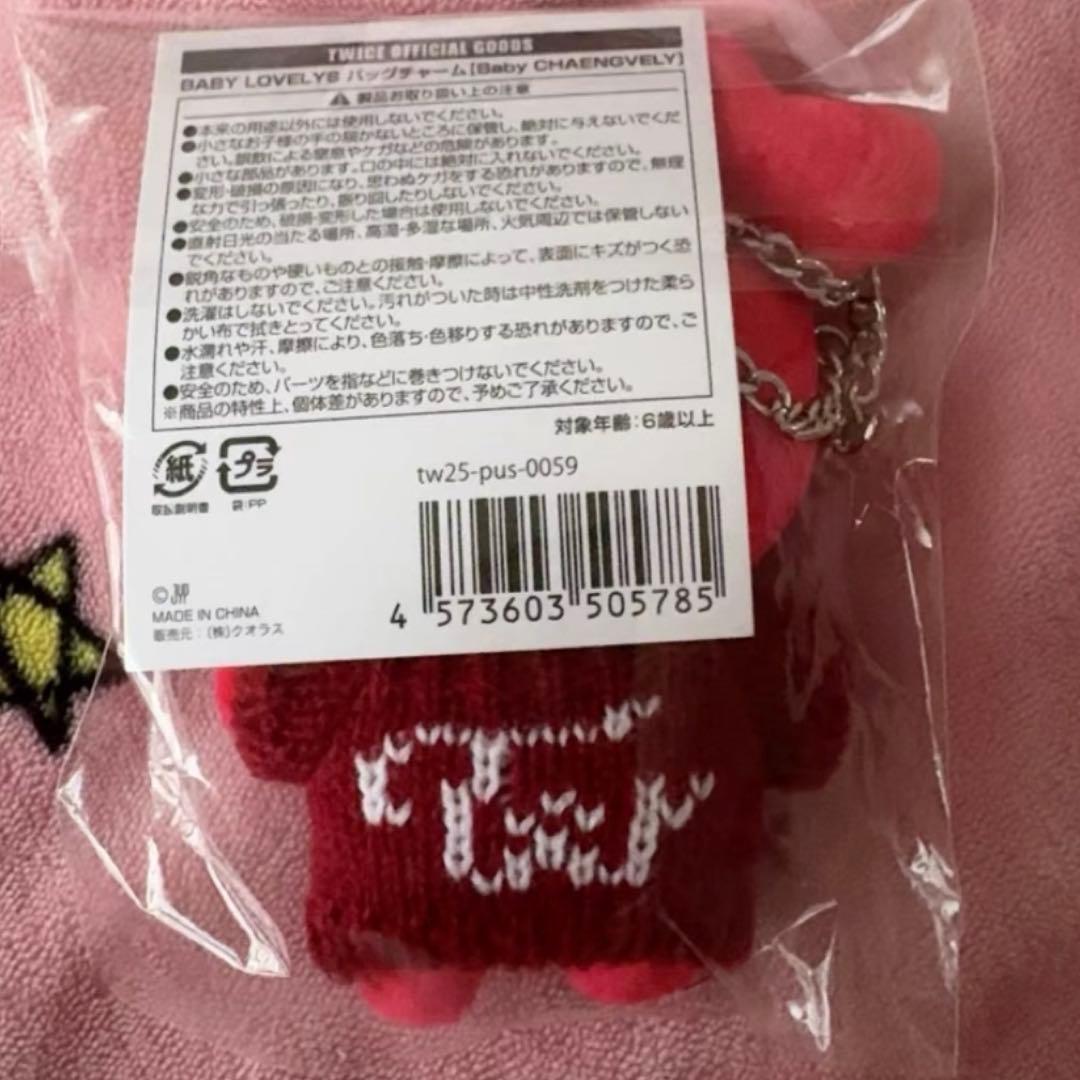 TWICE OFFICIAL GOODS
BABY LOVELYS バッグチャーム[Baby CHAENGVELY]
製品お取り扱い上の注意
●本来の用途以外には使用しないでください。
●小さなお子様の手の届かないところに保管し、絶対に与えないでくだ
さい。誤飲による窒息やケガなどの危険があります。
●小さな部品があります。口の中には絶対に入れないでください。
●変形・破損の原因になり、思わぬケガをする恐れがありますので、無理
な力で引っ張ったり、振り回したりしないでください。
●安全のため、破損・変形した場合は使用しないでください。
●直射日光の当たる場所、高湿・多湿な場所、火気周辺では保管しない
でください。
●鋭角なものや硬いものとの接触・摩擦によって、表面にキズがつく恐
れがありますので、ご注意ください。
●洗濯はしないでください。汚れがついた時は中性洗剤をつけた柔ら
かい布で拭きとってください。
●水濡れや汗、摩擦により、色落ち・色移りする恐れがありますので、ご
注意ください。
●安全のため、パーツを指などに巻きつけないでください。
※商品の特性上、個体差がありますので、予めご了承ください。
対象年齢:6歳以上
紙 プラ
取扱説明書 袋:PP
tw25-pus-0059
4 573603 505785
©
MADE IN CHINA
販売元:(株)クオラス